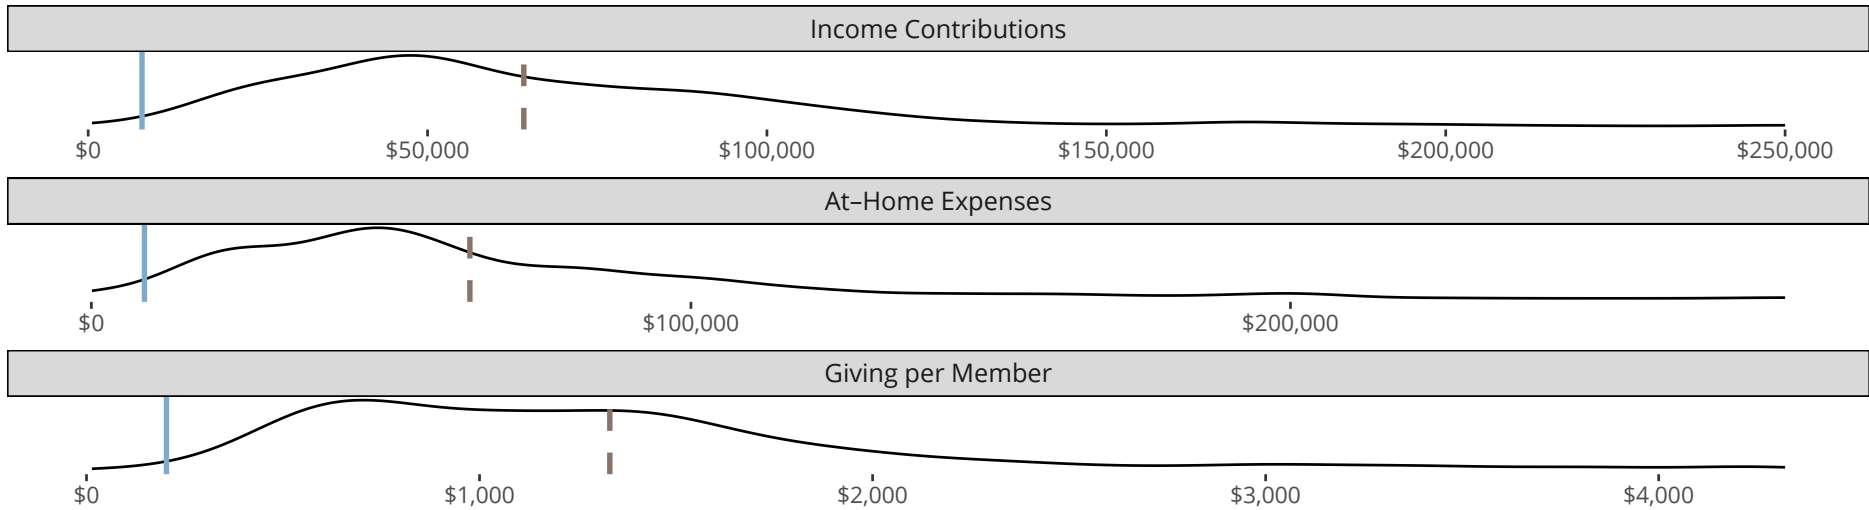 Income Contributions
$0 $50,000 $100,000 $150,000 $200,000 $250,000
At–Home Expenses
$0 $100,000 $200,000
Giving per Member
$0 $1,000 $2,000 $3,000 $4,000